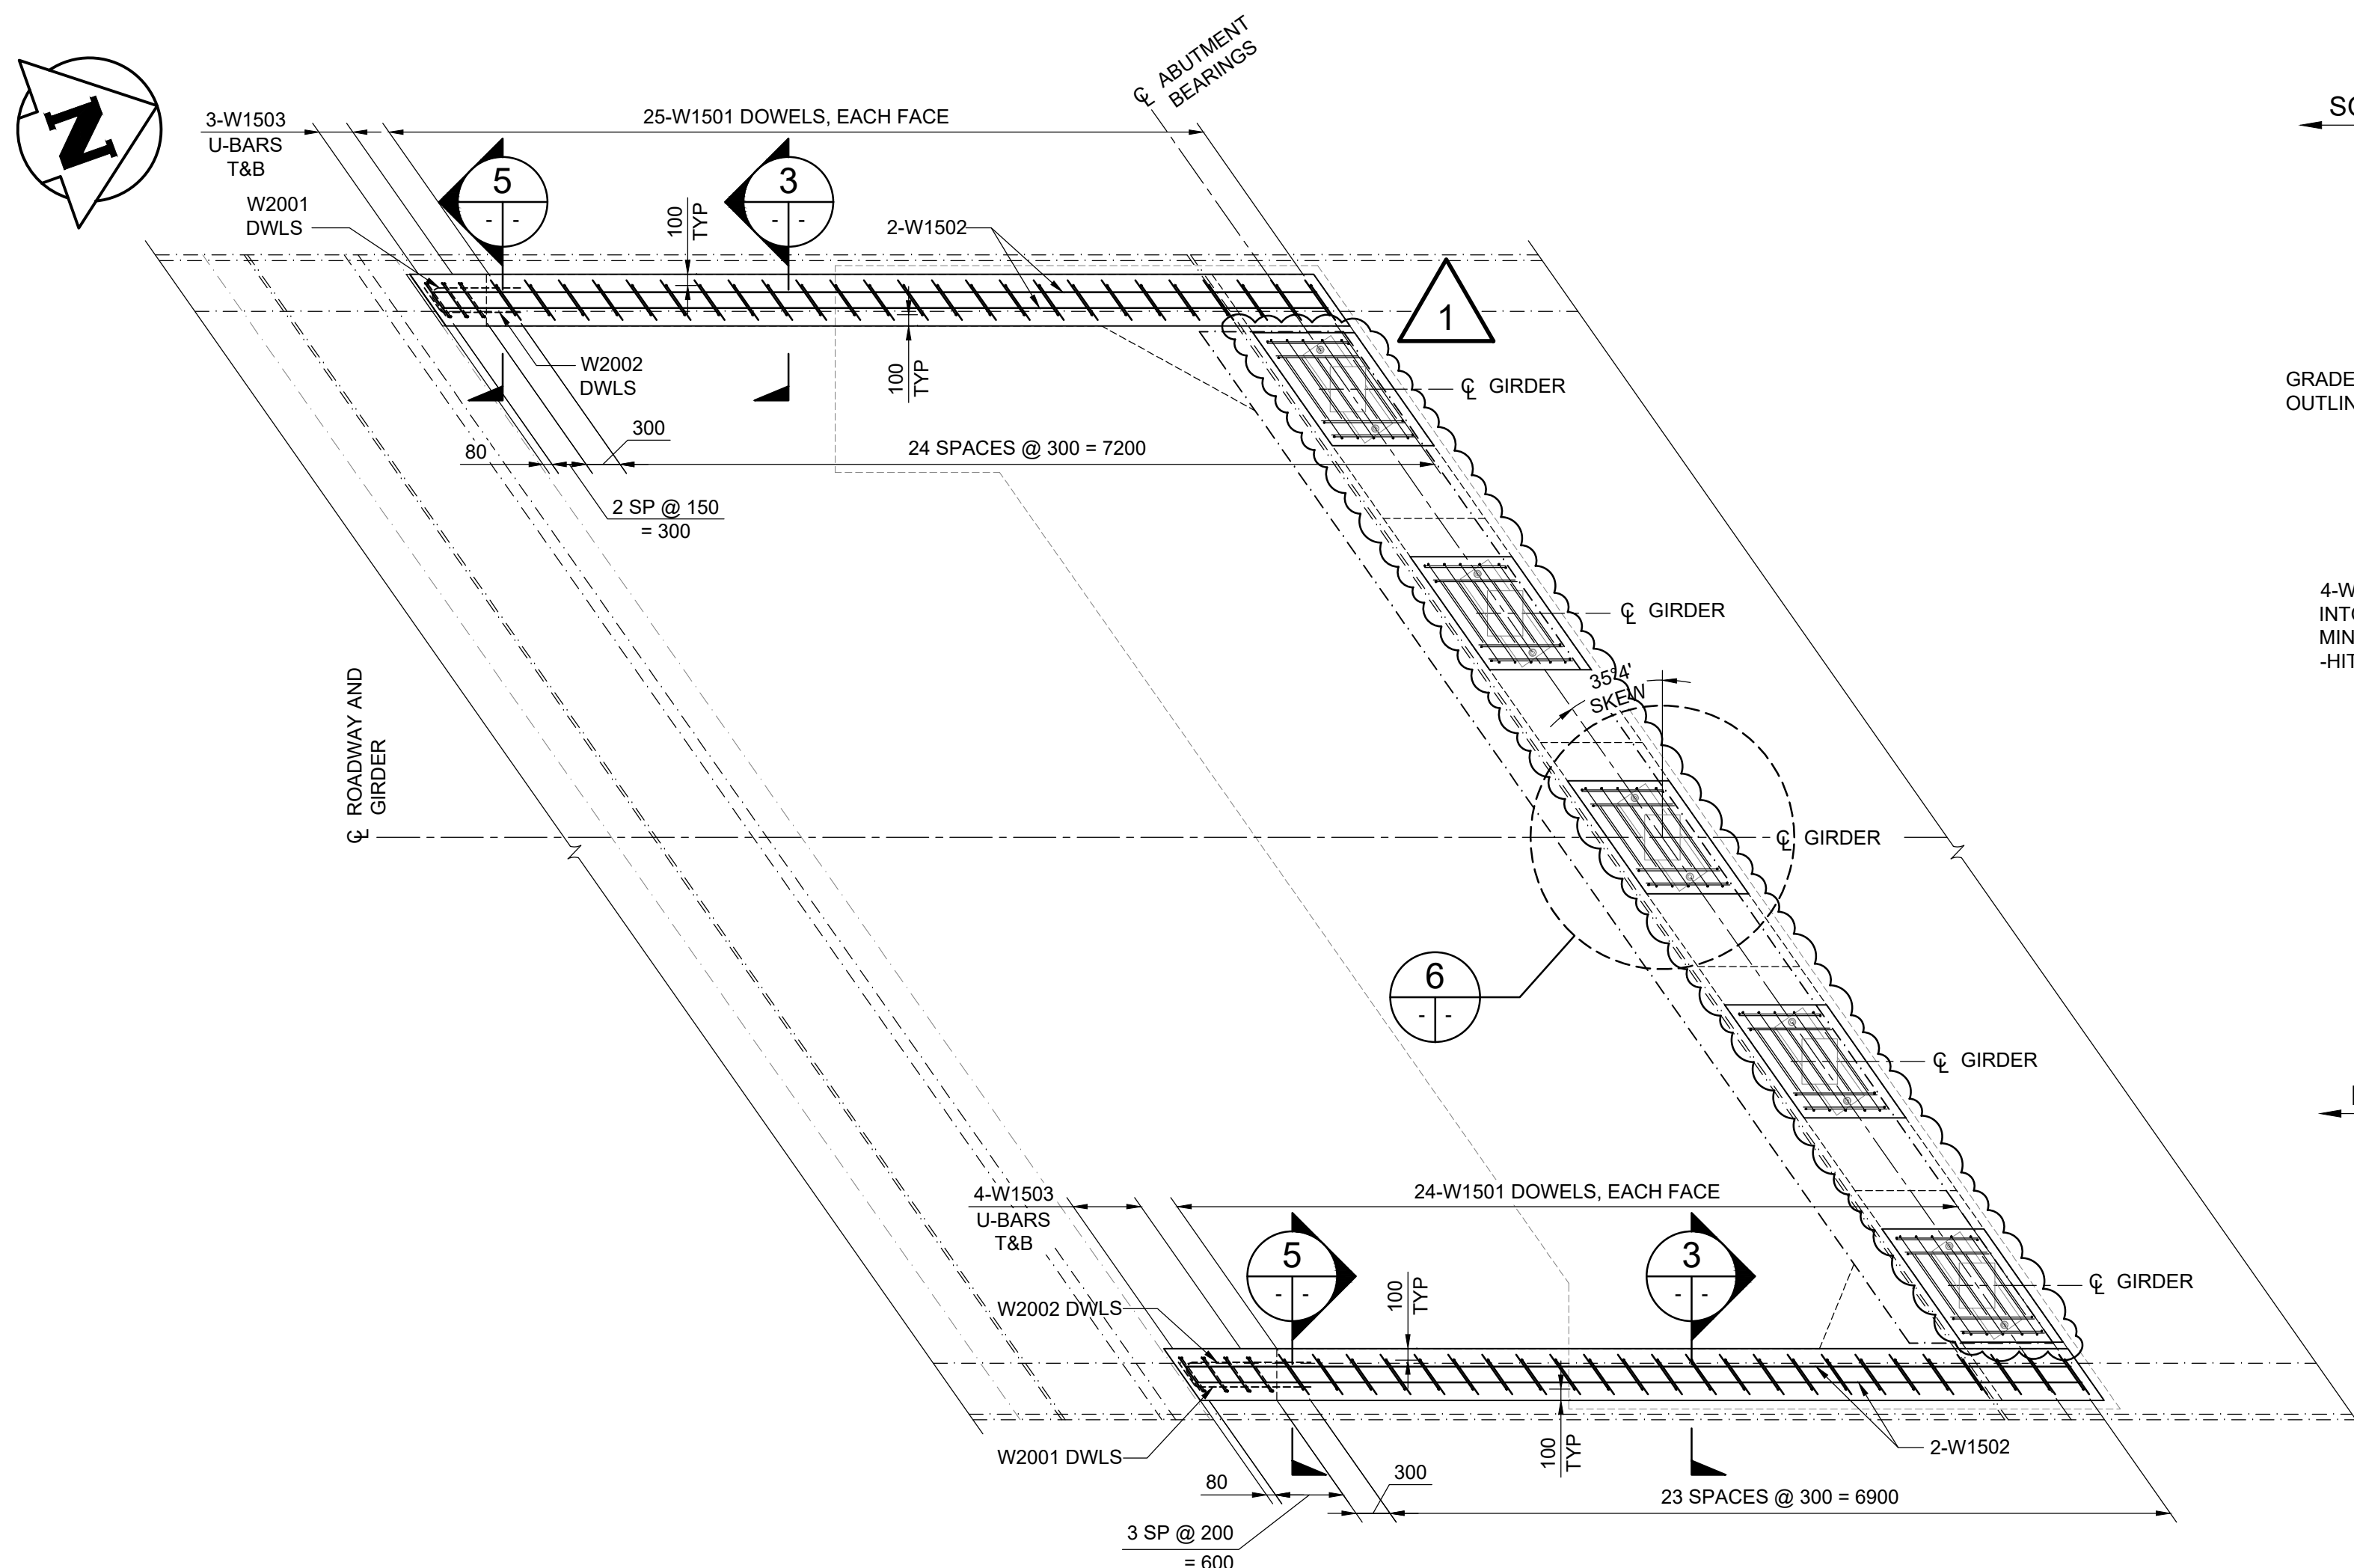 ℄ ABUTMENT
BEARINGS
N
3-W1503
U-BARS
T&B
25-W1501 DOWELS, EACH FACE
5
- -
3
- -
100
TYP
2-W1502
W2001
DWLS
1
W2002
DWLS
100
TYP
℄ GIRDER
300
80
24 SPACES @ 300 = 7200
2 SP @ 150
= 300
℄ GIRDER
35°4'
SKEW
℄ ROADWAY AND
GIRDER
℄ GIRDER
6
- -
℄ GIRDER
4-W1503
U-BARS
T&B
24-W1501 DOWELS, EACH FACE
5
- -
3
- -
100
TYP
W2002 DWLS
℄ GIRDER
W2001 DWLS
100
TYP
2-W1502
80
300
23 SPACES @ 300 = 6900
3 SP @ 200
= 600
GRADE
OUTLIN
4-W
INTO
MIN
-HIT